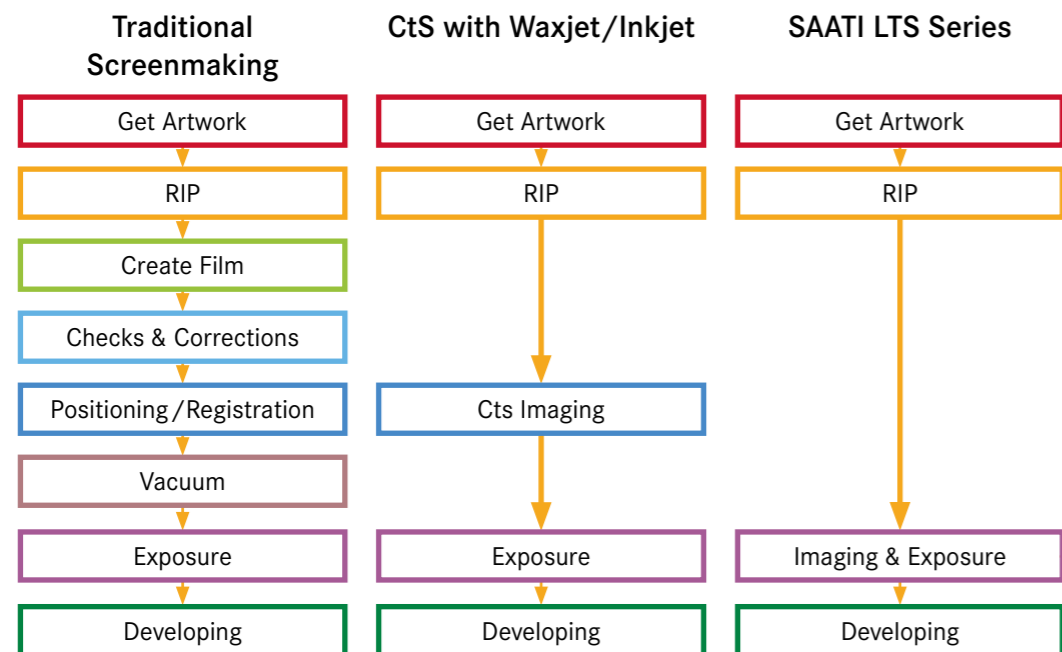 Traditional
Screenmaking
Get Artwork
RIP
Create Film
Checks & Corrections
Positioning/Registration
Vacuum
Exposure
Developing
CtS with Waxjet/Inkjet
Get Artwork
RIP
Cts Imaging
Exposure
Developing
SAATI LTS Series
Get Artwork
RIP
Imaging & Exposure
Developing